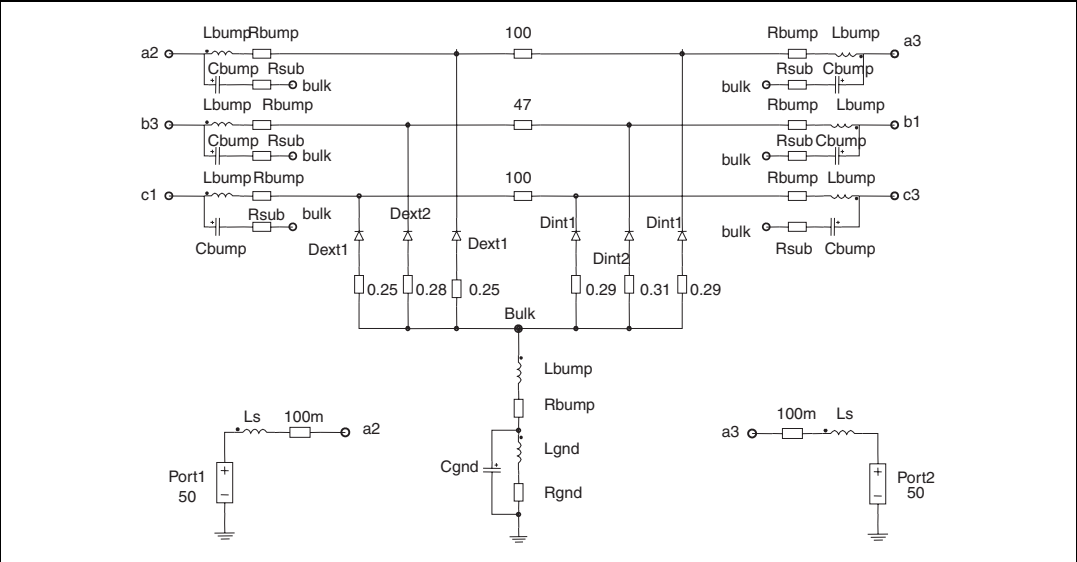 Lbump Rbump 100 Rbump Lbump
a2 a3
Cbump Rsub bulk bulk Rsub Cbump
Lbump Rbump 47 Rbump Lbump
b3 b1
Cbump Rsub bulk bulk Rsub Cbump
Lbump Rbump 100 Rbump Lbump
c1 c3
Cbump Rsub bulk bulk Rsub Cbump
Dext1 Dext2 Dext1 Dint1 Dint2 Dint1
0.25 0.28 0.25 0.29 0.31 0.29
Bulk
Lbump
Rbump
Ls 100m a2 a3 100m Ls
Cgnd Lgnd
Rgnd
Port1 + Port2 +
50 − 50 −